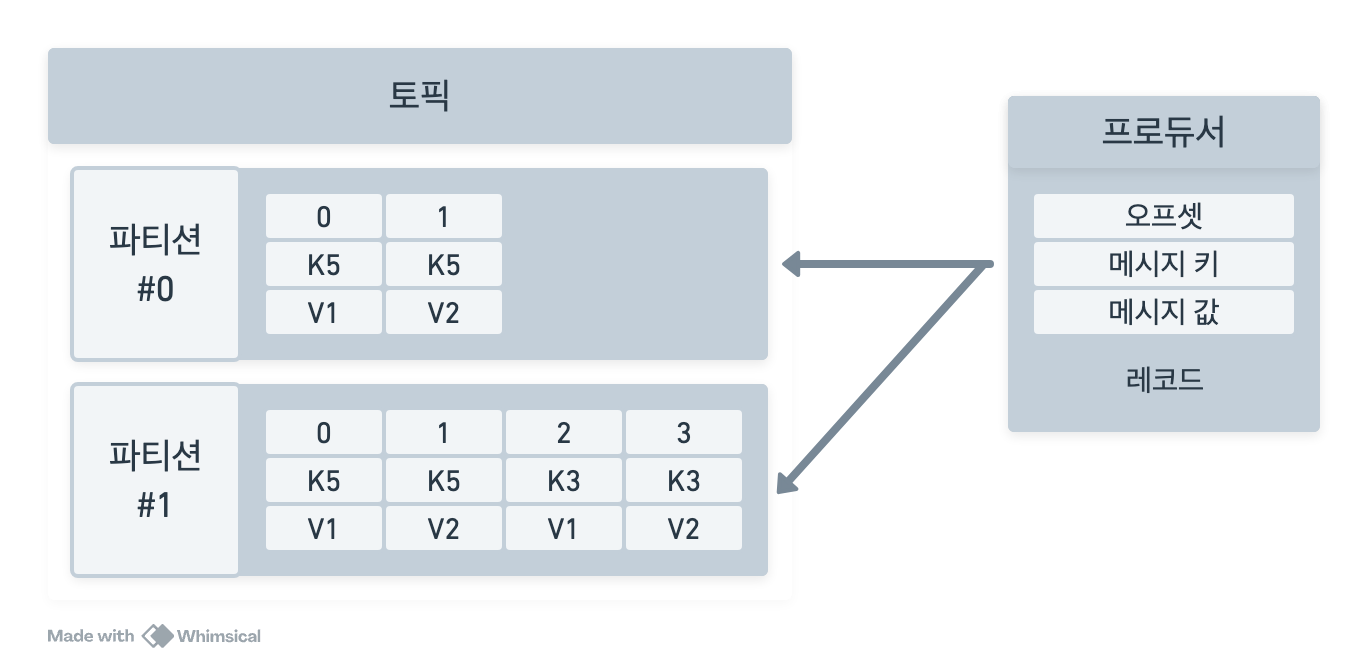 토픽
파티션
#0
0 1
K5 K5
V1 V2
파티션
#1
0 1 2 3
K5 K5 K3 K3
V1 V2 V1 V2
프로듀서
오프셋
메시지 키
메시지 값
레코드
Made with Whimsical